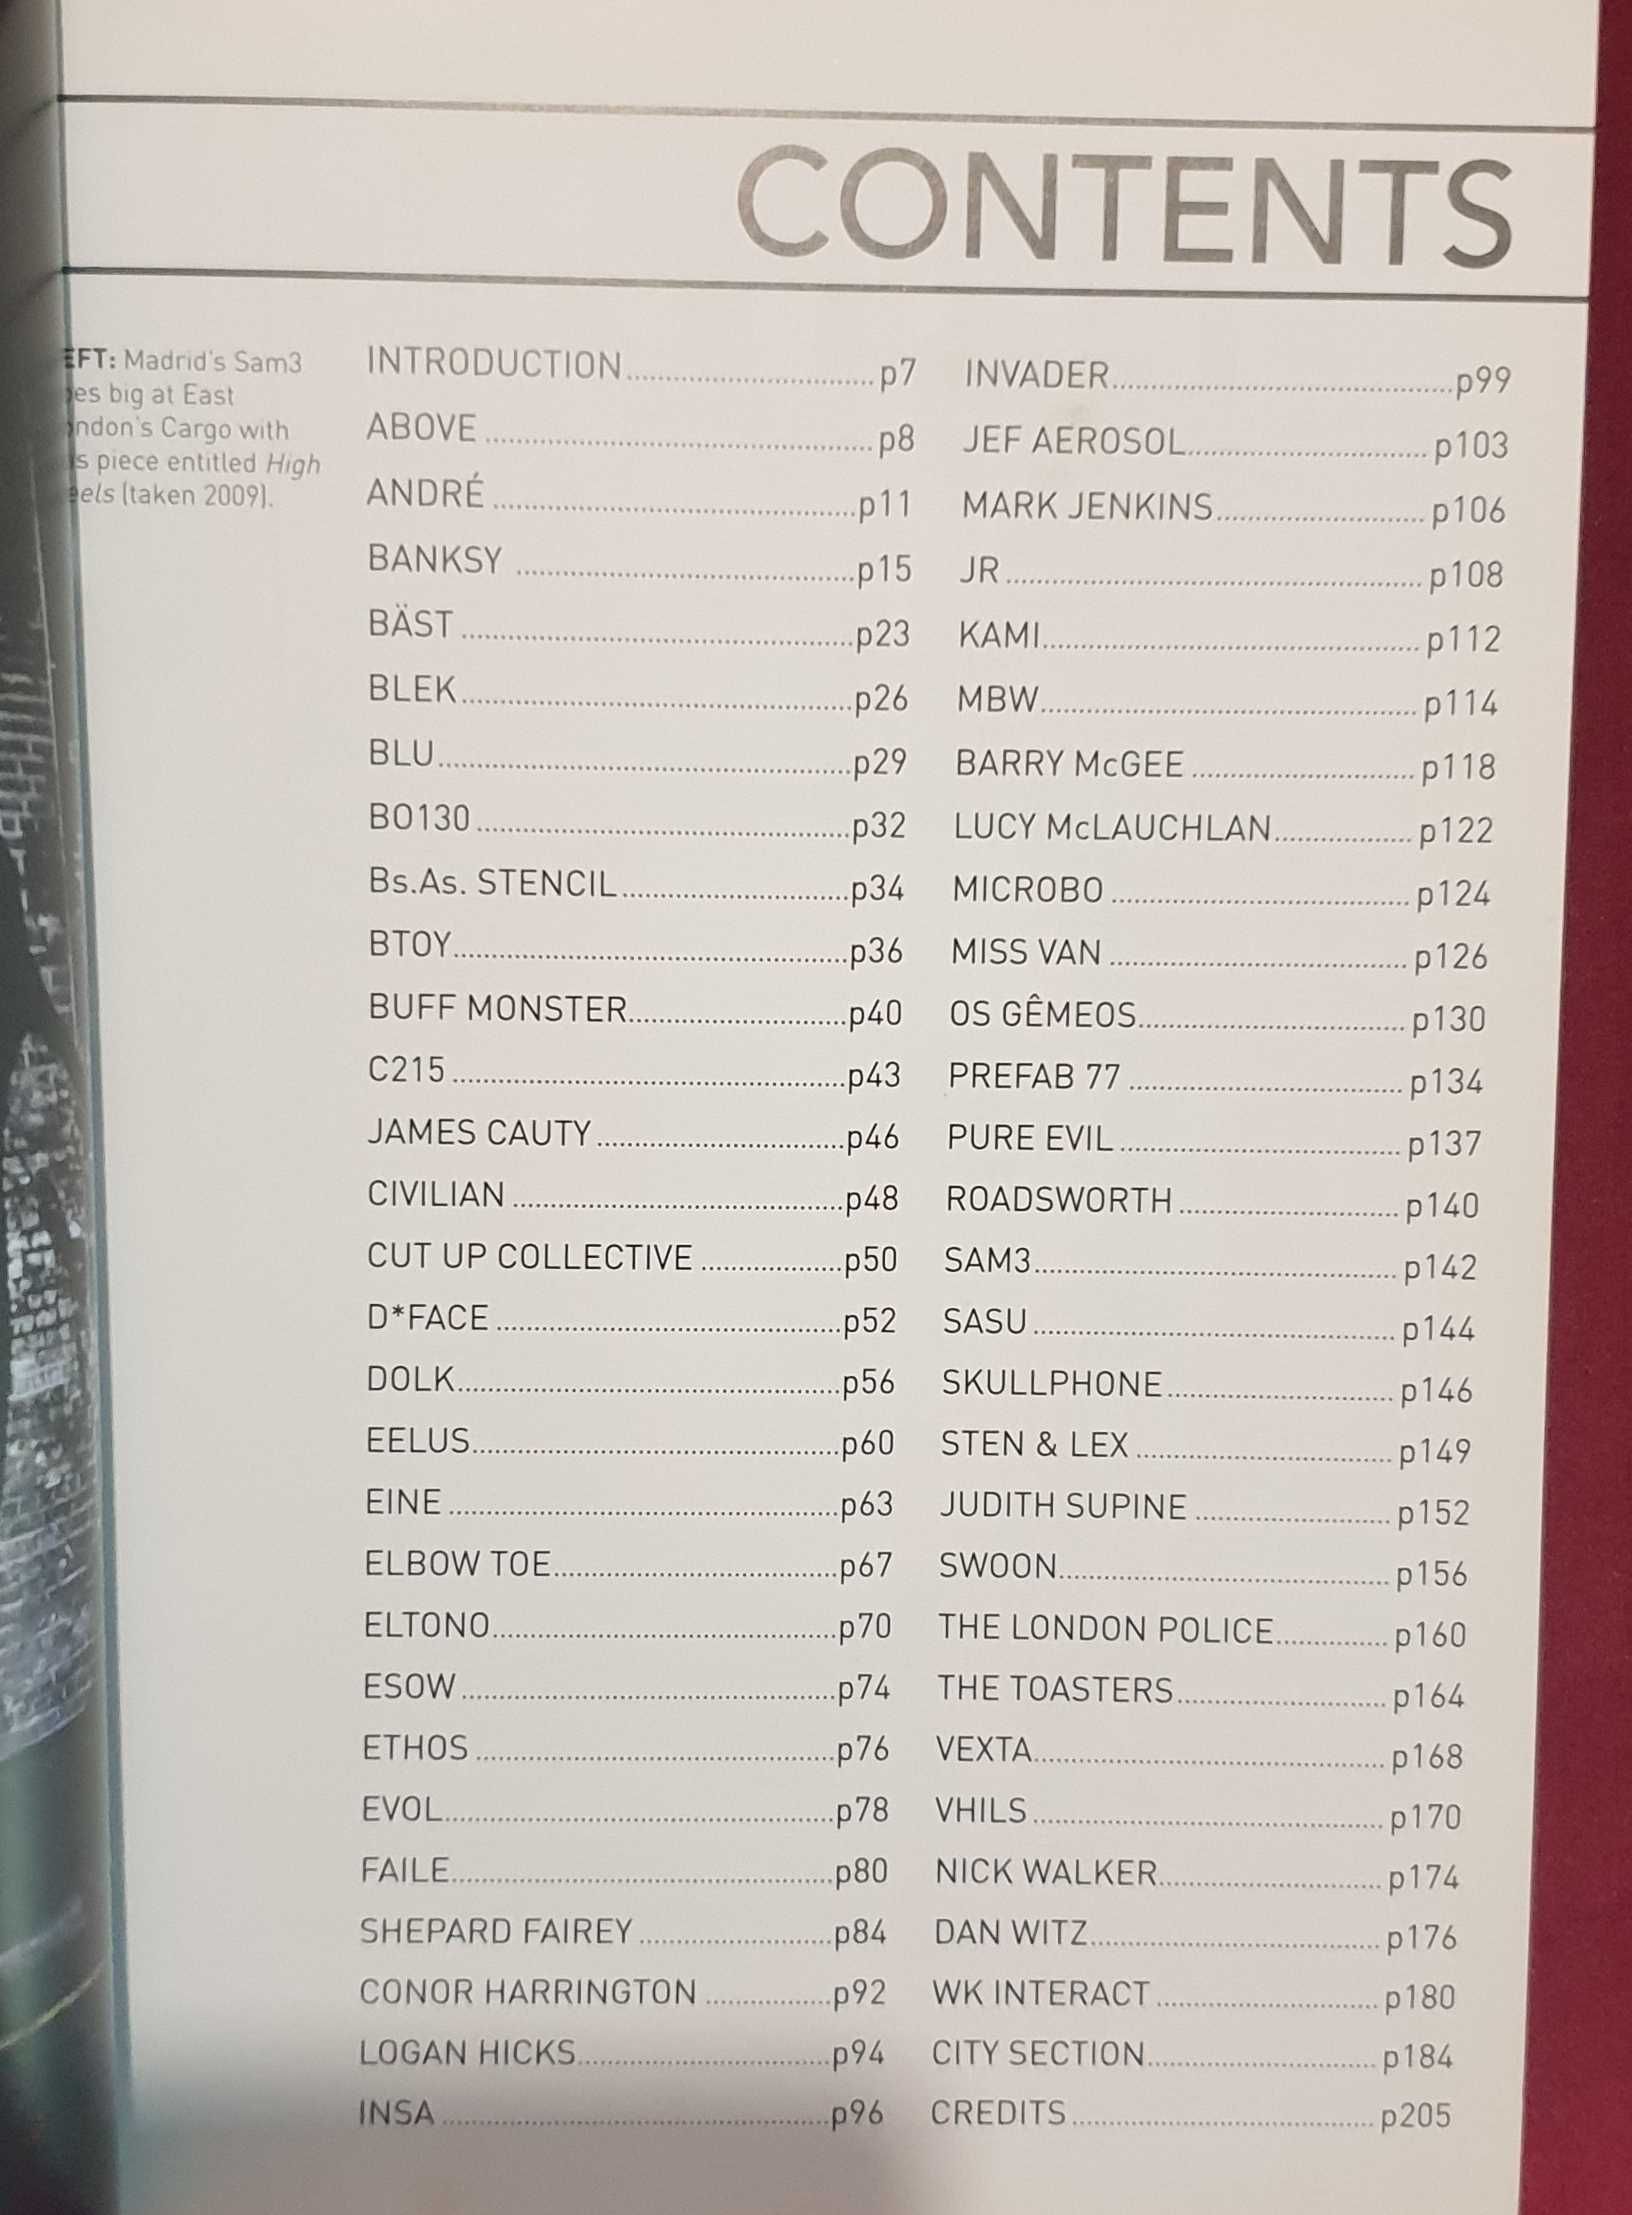 CONTENTS
EFT: Madrid's Sam3
es big at East
ndon's Cargo with
s piece entitled High
eels (taken 2009).
INTRODUCTION..............................p7
ABOVE..............................p8
ANDRÉ..............................p11
BANKSY..............................p15
BÄST..............................p23
BLEK..............................p26
BLU..............................p29
BO130..............................p32
Bs.As. STENCIL..............................p34
BTOY..............................p36
BUFF MONSTER..............................p40
C215..............................p43
JAMES CAUTY..............................p46
CIVILIAN..............................p48
CUT UP COLLECTIVE..............................p50
D*FACE..............................p52
DOLK..............................p56
EELUS..............................p60
EINE..............................p63
ELBOW TOE..............................p67
ELTONO..............................p70
ESOW..............................p74
ETHOS..............................p76
EVOL..............................p78
FAILE..............................p80
SHEPARD FAIREY..............................p84
CONOR HARRINGTON..............................p92
LOGAN HICKS..............................p94
INSA..............................p96
INVADER..............................p99
JEF AEROSOL..............................p103
MARK JENKINS..............................p106
JR..............................p108
KAMI..............................p112
MBW..............................p114
BARRY McGEE..............................p118
LUCY McLAUCHLAN..............................p122
MICROBO..............................p124
MISS VAN..............................p126
OS GÊMEOS..............................p130
PREFAB 77..............................p134
PURE EVIL..............................p137
ROADSWORTH..............................p140
SAM3..............................p142
SASU..............................p144
SKULLPHONE..............................p146
STEN & LEX..............................p149
JUDITH SUPINE..............................p152
SWOON..............................p156
THE LONDON POLICE..............................p160
THE TOASTERS..............................p164
VEXTA..............................p168
VHILS..............................p170
NICK WALKER..............................p174
DAN WITZ..............................p176
WK INTERACT..............................p180
CITY SECTION..............................p184
CREDITS..............................p205